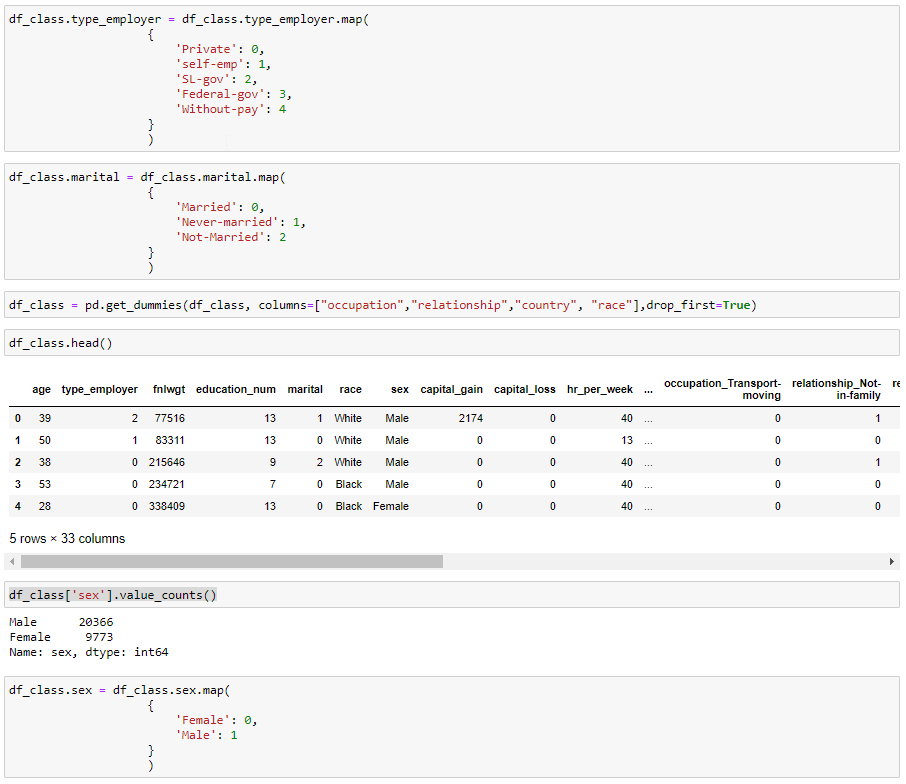 df_class.type_employer = df_class.type_employer.map(
{
'Private': 0,
'self-emp': 1,
'SL-gov': 2,
'Federal-gov': 3,
'Without-pay': 4
}
)
df_class.marital = df_class.marital.map(
{
'Married': 0,
'Never-married': 1,
'Not-Married': 2
}
)
df_class = pd.get_dummies(df_class, columns=["occupation","relationship","country", "race"],drop_first=True)
df_class.head()
age type_employer fnlwgt education_num marital race sex capital_gain capital_loss hr_per_week ... occupation_Transport-moving relationship_Not-in-family re
0 39 2 77516 13 1 White Male 2174 0 40 ... 0 1
1 50 1 83311 13 0 White Male 0 0 13 ... 0 0
2 38 0 215646 9 2 White Male 0 0 40 ... 0 1
3 53 0 234721 7 0 Black Male 0 0 40 ... 0 0
4 28 0 338409 13 0 Black Female 0 0 40 ... 0 0
5 rows × 33 columns
df_class['sex'].value_counts()
Male 20366
Female 9773
Name: sex, dtype: int64
df_class.sex = df_class.sex.map(
{
'Female': 0,
'Male': 1
}
)